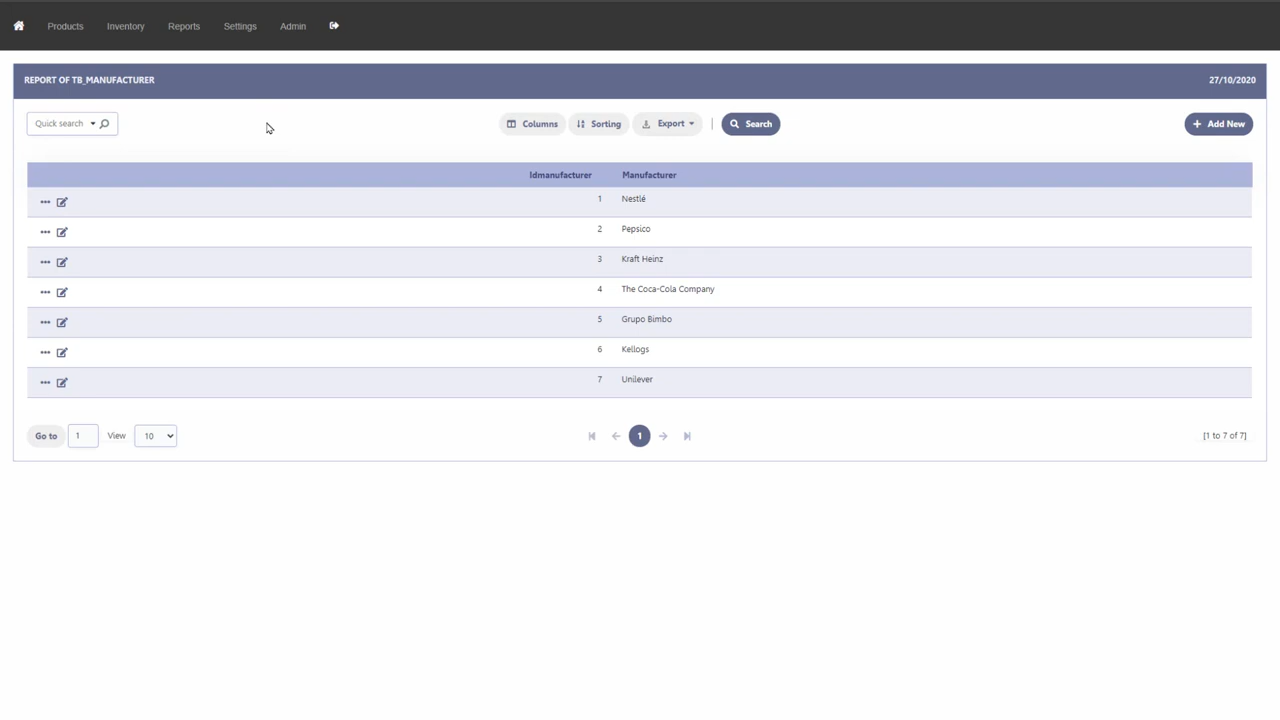 Products Inventory Reports Settings Admin
REPORT OF TB_MANUFACTURER 27/10/2020
Quick search Columns Sorting Export | Search + Add New
Idmanufacturer Manufacturer
1 Nestlé
2 Pepsico
3 Kraft Heinz
4 The Coca-Cola Company
5 Grupo Bimbo
6 Kellogs
7 Unilever
Go to 1 View 10 1 [1 to 7 of 7]